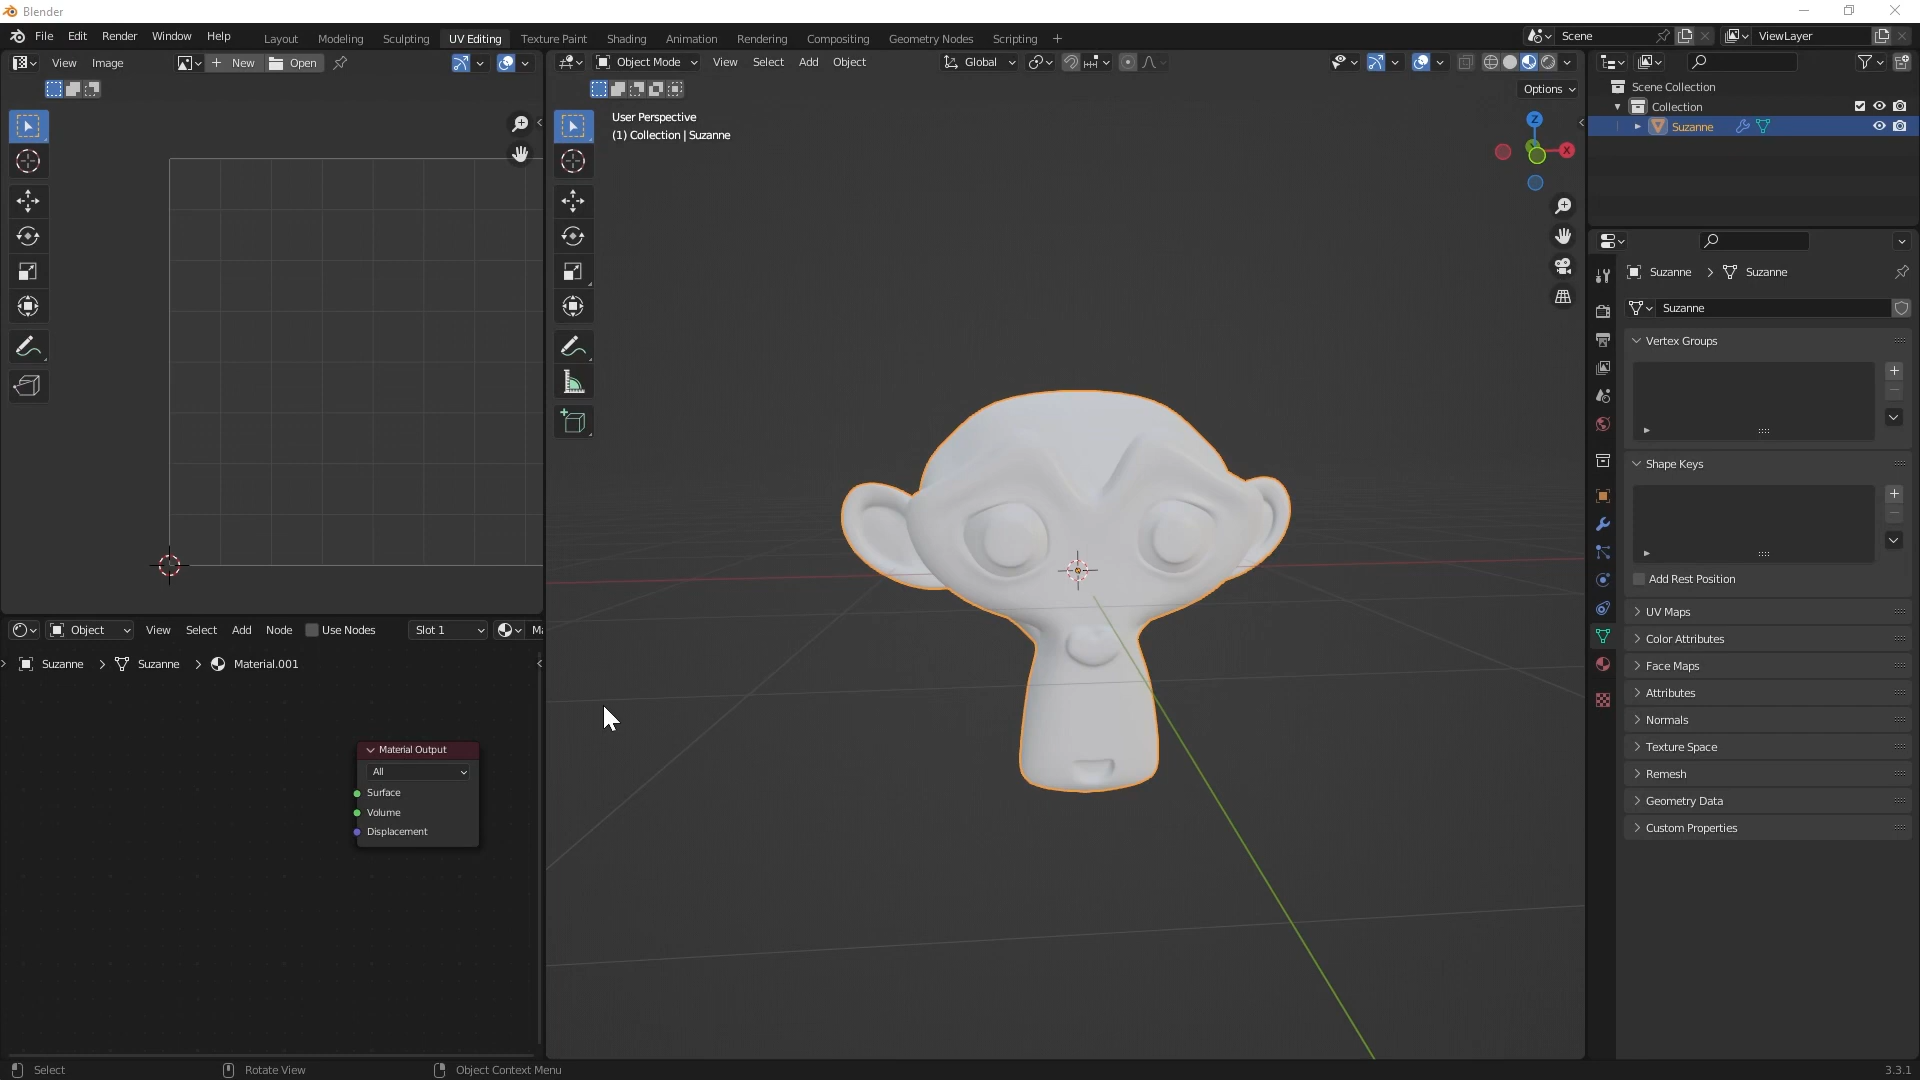 Blender
File Edit Render Window Help
Layout Modeling Sculpting UV Editing Texture Paint Shading Animation Rendering Compositing Geometry Nodes Scripting +
Scene
ViewLayer
View Image
New Open
Object Mode View Select Add Object
Global
Options
User Perspective
(1) Collection | Suzanne
Z
X
Scene Collection
Collection
Suzanne
Suzanne > Suzanne
Suzanne
Vertex Groups
Shape Keys
Add Rest Position
UV Maps
Color Attributes
Face Maps
Attributes
Normals
Texture Space
Remesh
Geometry Data
Custom Properties
Object View Select Add Node Use Nodes Slot 1 Ma
Suzanne > Suzanne > Material.001
Material Output
All
Surface
Volume
Displacement
Select Rotate View Object Context Menu
3.3.1